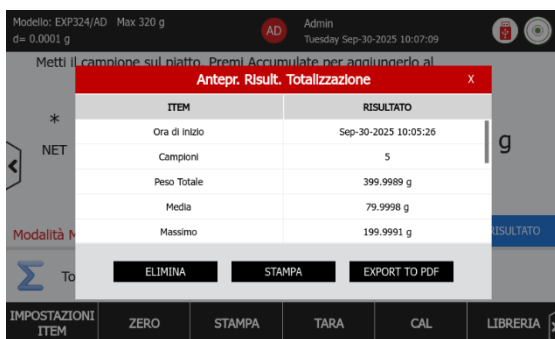 Modello: EXP324/AD Max 320 g
d= 0.0001 g
AD
Admin
Tuesday Sep-30-2025 10:07:09
Metti il campione sul piatto. Premi Accumulate per aggiungerlo al
Antepr. Risult. Totalizzazione
X
ITEM RISULTATO
Ora di inizio Sep-30-2025 10:05:26
Campioni 5
Peso Totale 399.9989 g
Media 79.9998 g
Massimo 199.9991 g
*
NET
g
Modalità M
RISULTATO
To
ELIMINA STAMPA EXPORT TO PDF
IMPOSTAZIONI ITEM
ZERO STAMPA TARA CAL LIBRERIA